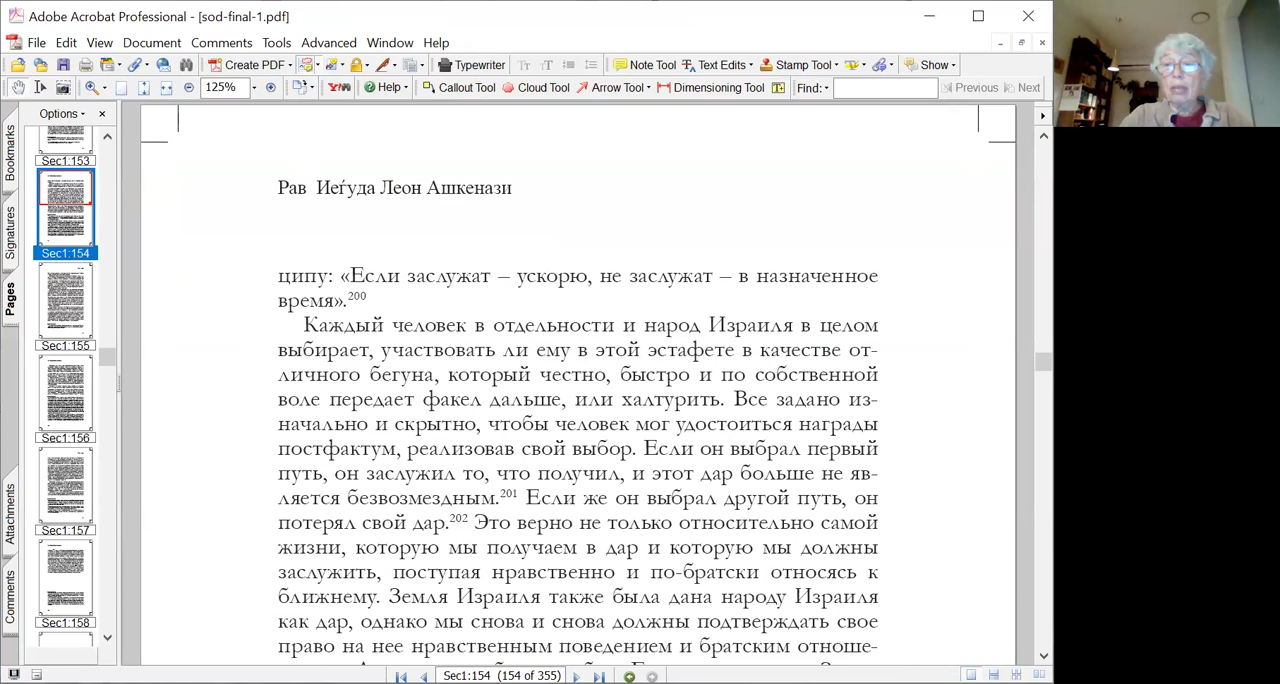 Adobe Acrobat Professional - [sod-final-1.pdf]
File Edit View Document Comments Tools Advanced Window Help
Create PDF Typewriter Note Tool Text Edits Stamp Tool Show
125% Help Callout Tool Cloud Tool Arrow Tool Dimensioning Tool Find: Previous Next
Options
Bookmarks
Signatures
Pages
Attachments
Comments
Sec1:153
Sec1:154
Sec1:155
Sec1:156
Sec1:157
Sec1:158
Рав Иеѓуда Леон Ашкенази
ципу: «Если заслужат – ускорю, не заслужат – в назначенное
время».200
Каждый человек в отдельности и народ Израиля в целом
выбирает, участвовать ли ему в этой эстафете в качестве от-
личного бегуна, который честно, быстро и по собственной
воле передает факел дальше, или халтурить. Все задано из-
начально и скрытно, чтобы человек мог удостоиться награды
постфактум, реализовав свой выбор. Если он выбрал первый
путь, он заслужил то, что получил, и этот дар больше не яв-
ляется безвозмездным.201 Если же он выбрал другой путь, он
потерял свой дар.202 Это верно не только относительно самой
жизни, которую мы получаем в дар и которую мы должны
заслужить, поступая нравственно и по-братски относясь к
ближнему. Земля Израиля также была дана народу Израиля
как дар, однако мы снова и снова должны подтверждать свое
право на нее нравственным поведением и братским отноше-
Sec1:154 (154 of 355)